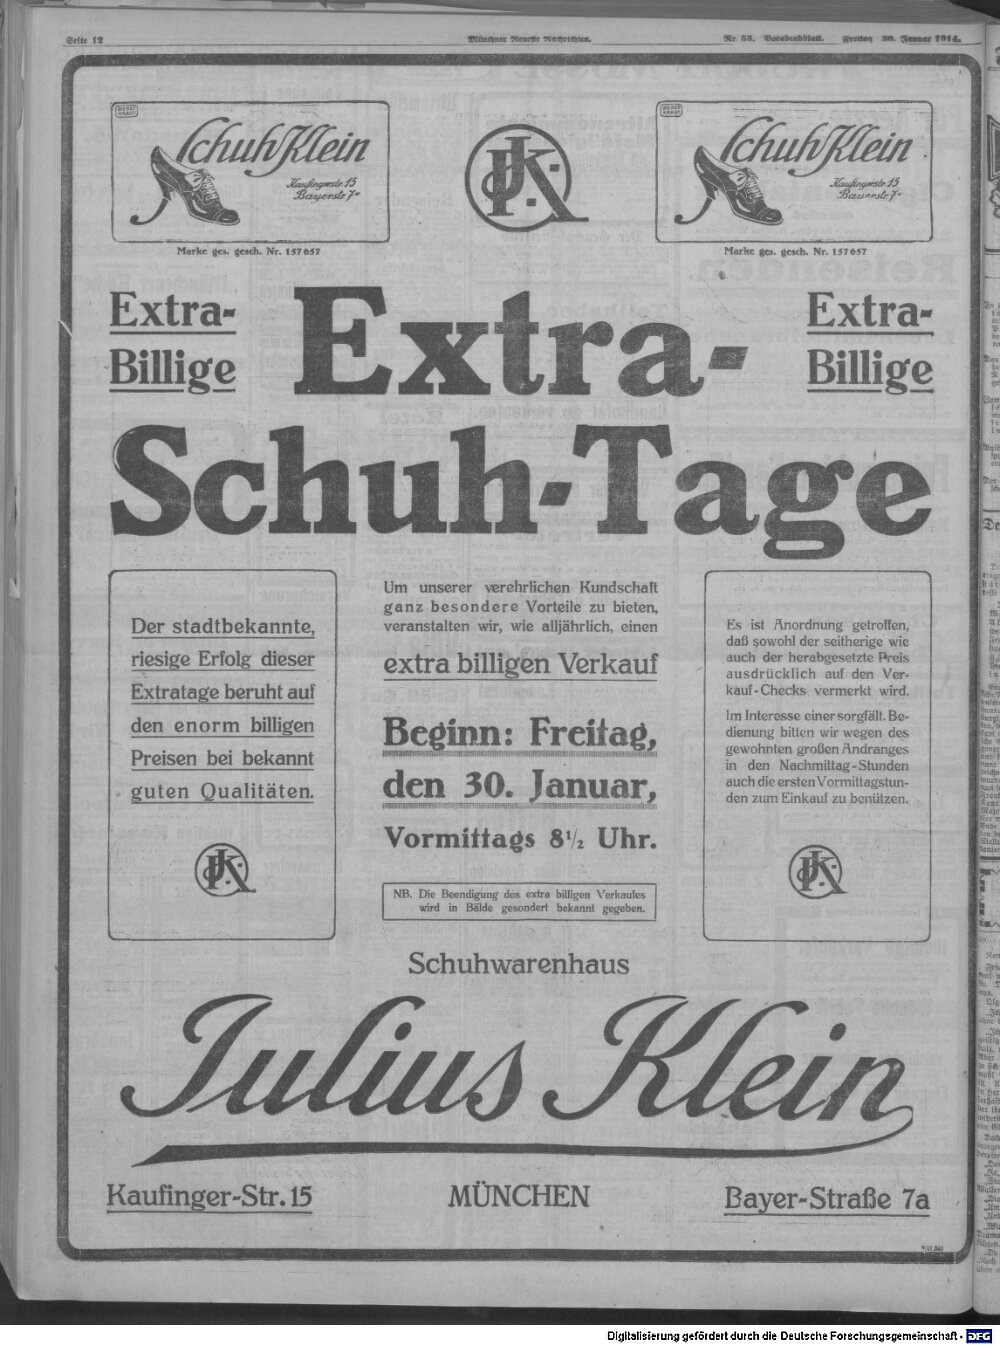 Seite 12
Münchner Neueste Nachrichten.
Nr. 53. Vorabendblatt. Freitag 30. Januar 1914.
Schuh Klein
Kaufingerstr. 15
Bayerstr. 7a
Marke ges. gesch. Nr. 157657
JK
Schuh Klein
Kaufingerstr. 15
Bayerstr. 7a
Marke ges. gesch. Nr. 157657
Extra-
Billige
Extra-
Extra-
Billige
Schuh-Tage
Der stadtbekannte,
riesige Erfolg dieser
Extratage beruht auf
den enorm billigen
Preisen bei bekannt
guten Qualitäten.
JK
Um unserer verehrlichen Kundschaft
ganz besondere Vorteile zu bieten,
veranstalten wir, wie alljährlich, einen
extra billigen Verkauf
Beginn: Freitag,
den 30. Januar,
Vormittags 8½ Uhr.
NB. Die Beendigung des extra billigen Verkaufes
wird in Bälde gesondert bekannt gegeben.
Es ist Anordnung getroffen,
daß sowohl der seitherige wie
auch der herabgesetzte Preis
ausdrücklich auf den Ver-
kauf-Checks vermerkt wird.
Im Interesse einer sorgfält. Be-
dienung bitten wir wegen des
gewohnten großen Andranges
in den Nachmittag-Stunden
auch die ersten Vormittagstun-
den zum Einkauf zu benützen.
JK
Schuhwarenhaus
Julius Klein
Kaufinger-Str. 15
MÜNCHEN
Bayer-Straße 7a
Digitalisierung gefördert durch die Deutsche Forschungsgemeinschaft - DFG